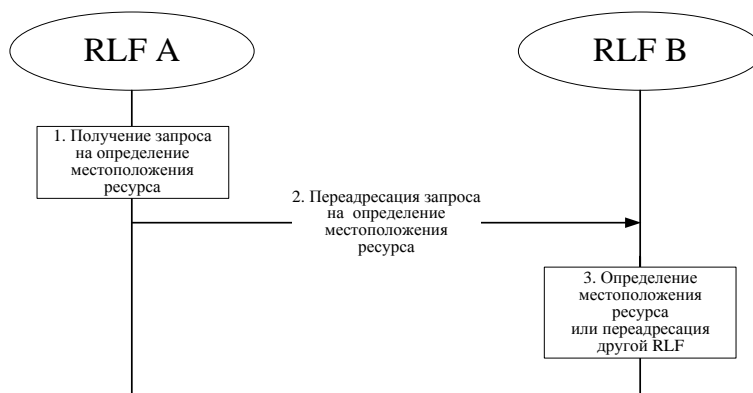 RLF A
RLF B
1. Получение запроса
на определение
местоположения
ресурса
2. Переадресация запроса
на определение
местоположения
ресурса
3. Определение
местоположения
ресурса
или переадресация
другой RLF